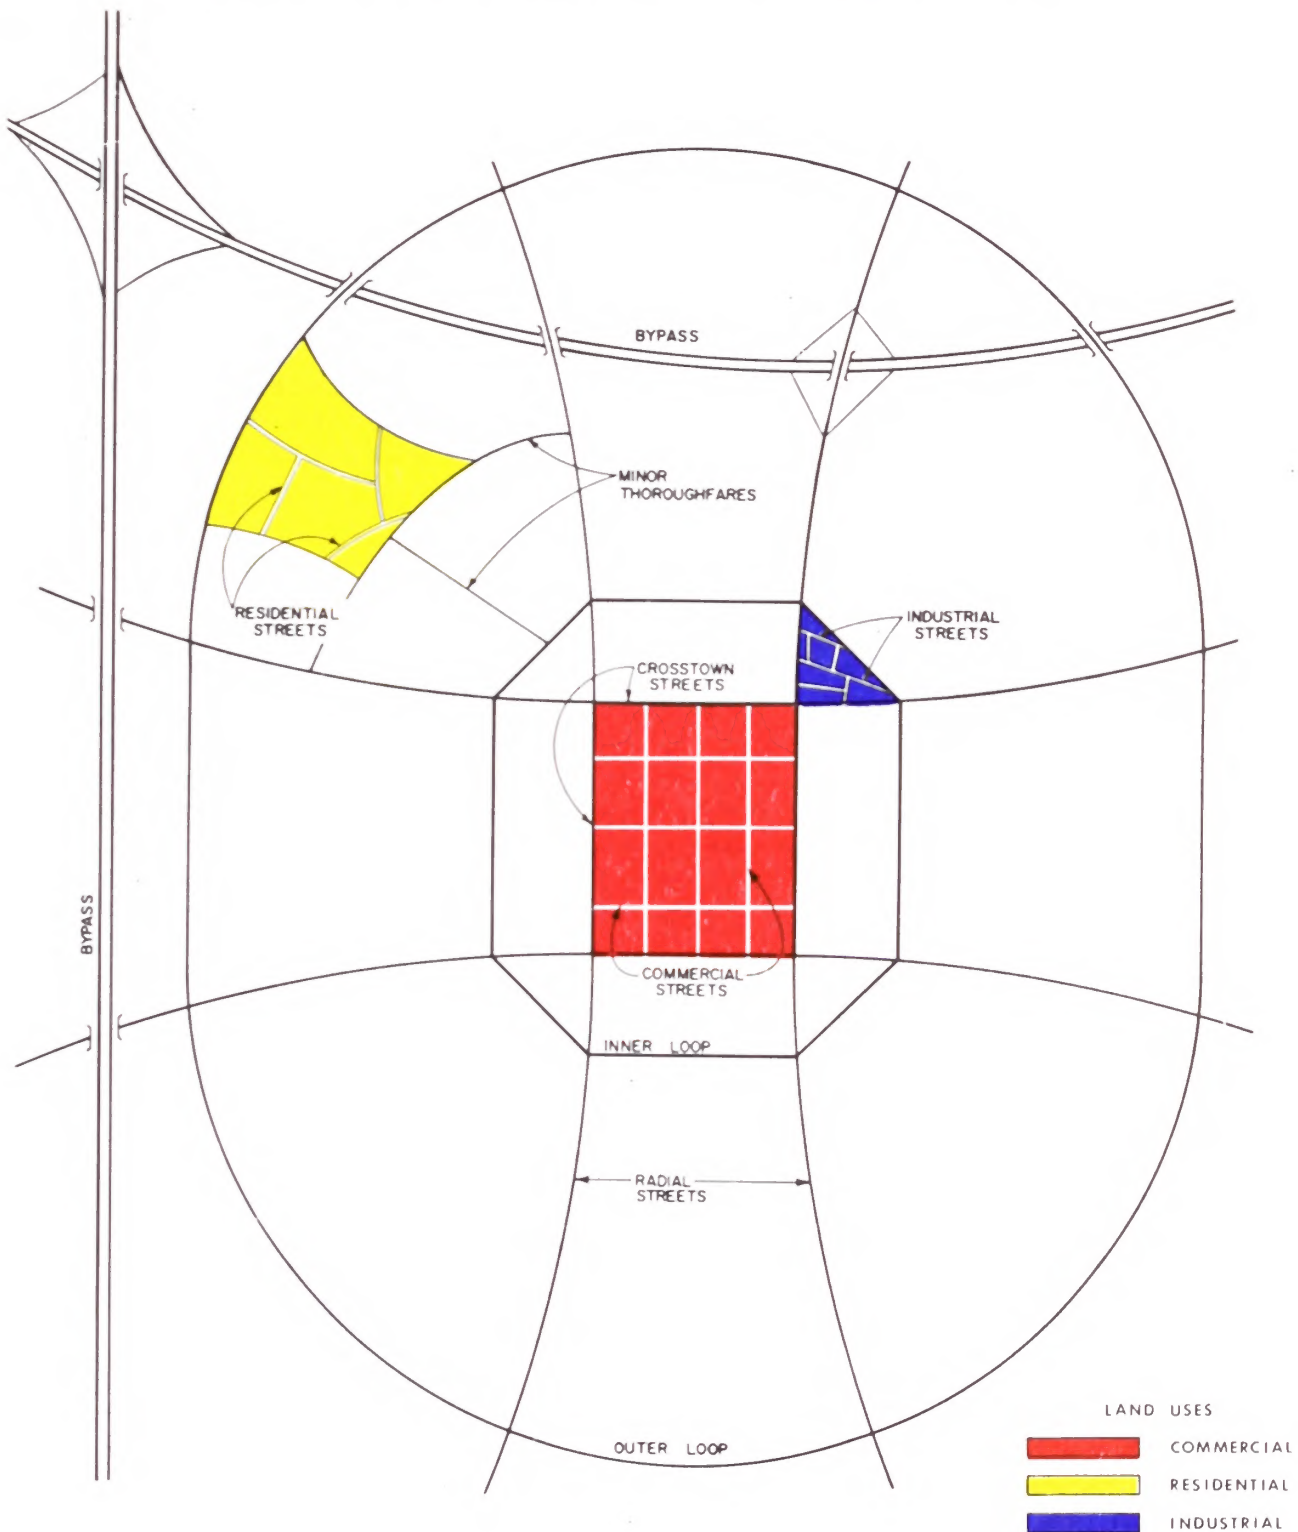 BYPASS
MINOR
THOROUGHFARES
RESIDENTIAL
STREETS
INDUSTRIAL
STREETS
CROSSTOWN
STREETS
BYPASS
COMMERCIAL
STREETS
INNER LOOP
RADIAL
STREETS
OUTER LOOP
LAND USES
COMMERCIAL
RESIDENTIAL
INDUSTRIAL